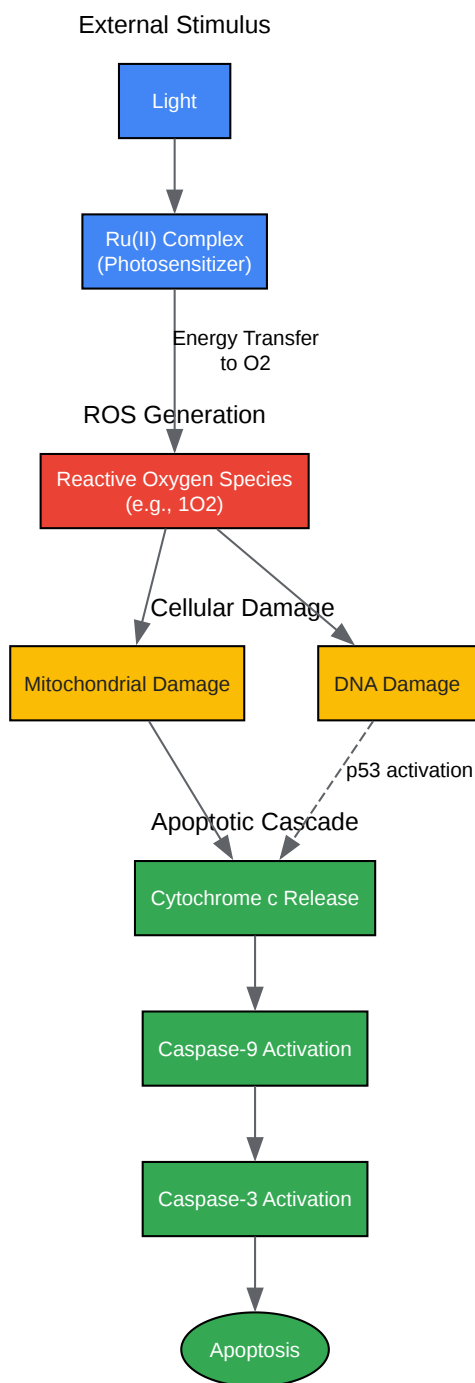 External Stimulus
Light
Ru(II) Complex
(Photosensitizer)
Energy Transfer
to O2
ROS Generation
Reactive Oxygen Species
(e.g., 1O2)
Cellular Damage
Mitochondrial Damage
DNA Damage
p53 activation
Apoptotic Cascade
Cytochrome c Release
Caspase-9 Activation
Caspase-3 Activation
Apoptosis